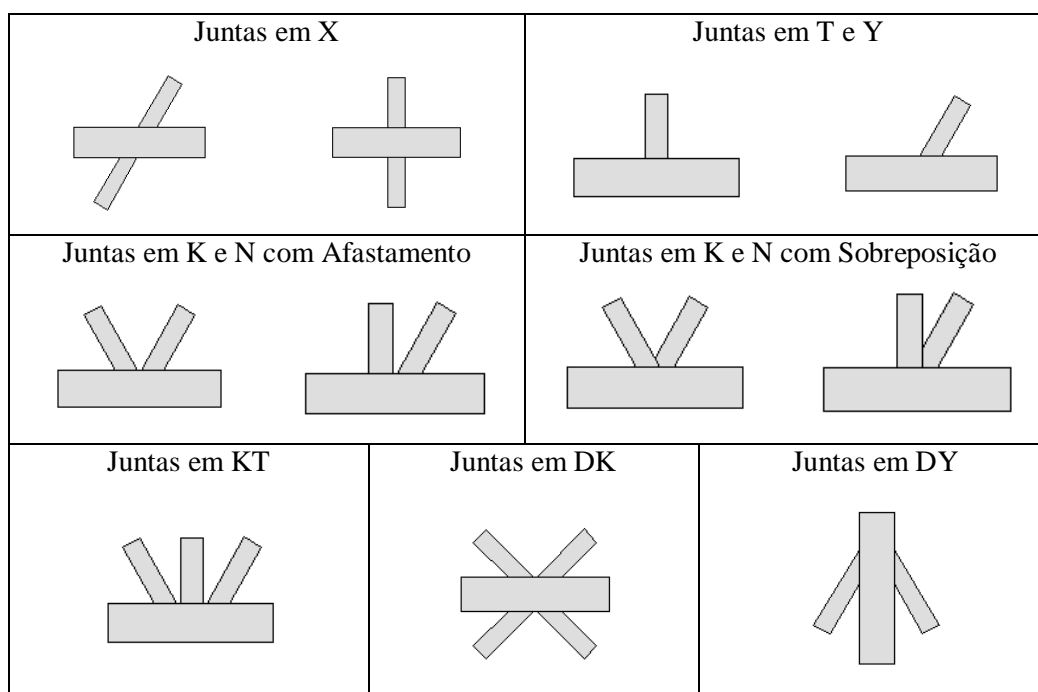 Juntas em X
Juntas em T e Y
Juntas em K e N com Afastamento
Juntas em K e N com Sobreposição
Juntas em KT
Juntas em DK
Juntas em DY